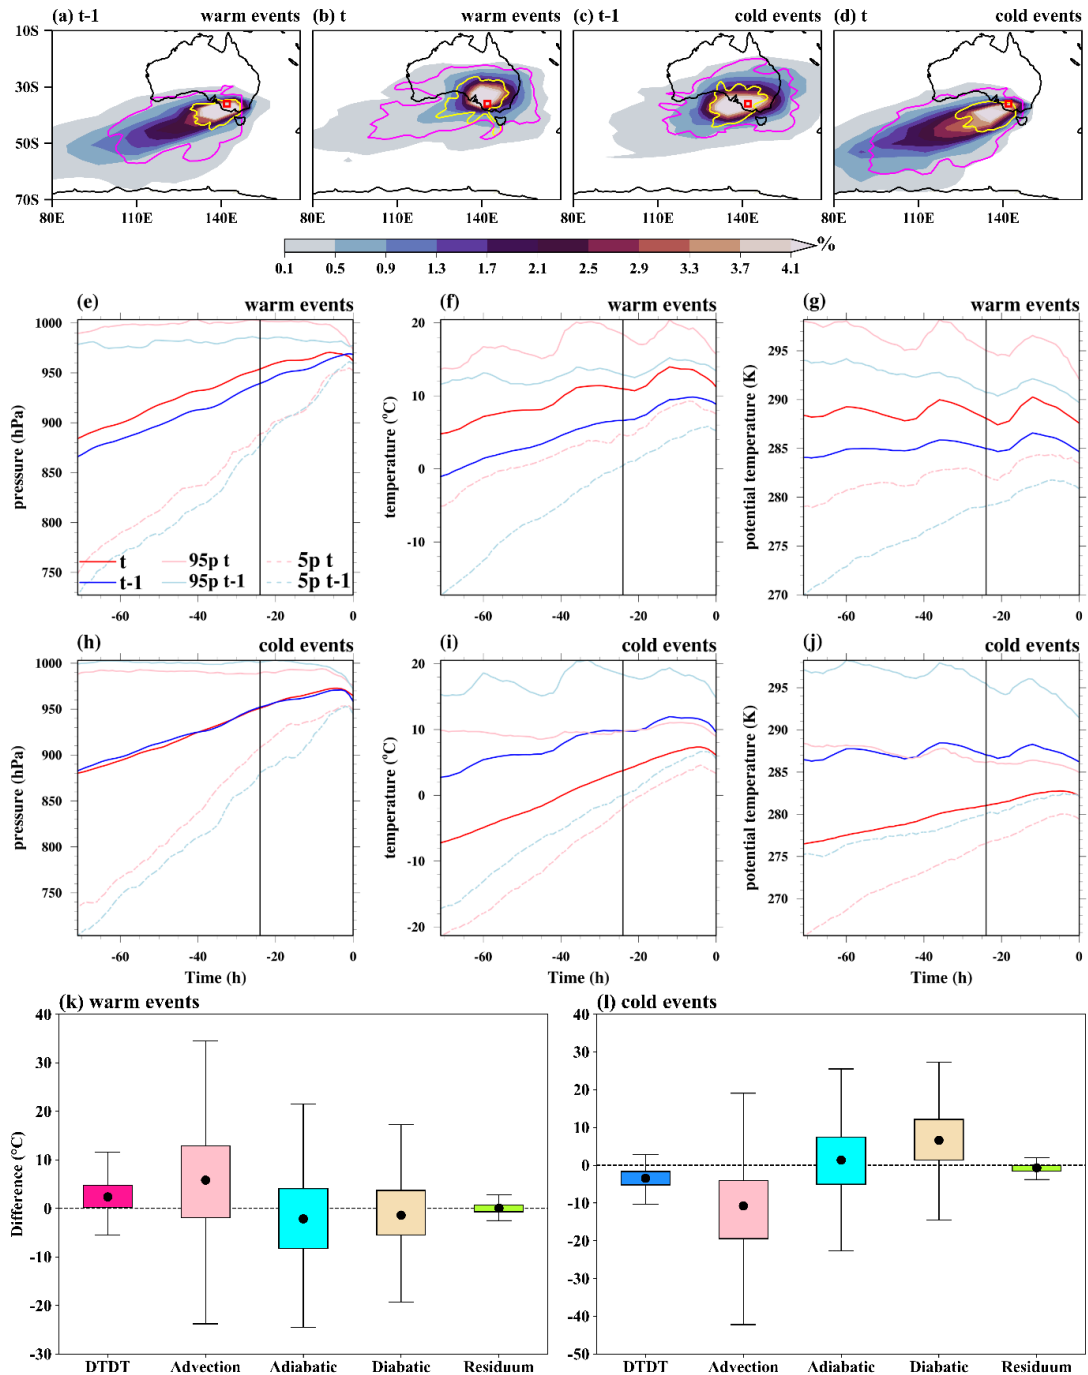 (a) t-1 warm events
(b) t warm events
(c) t-1 cold events
(d) t cold events
10S
30S
50S
70S
80E 110E 140E 80E 110E 140E 80E 110E 140E 80E 110E 140E
%
0.1 0.5 0.9 1.3 1.7 2.1 2.5 2.9 3.3 3.7 4.1
(e) warm events
(f) warm events
(g) warm events
pressure (hPa)
1000
950
900
850
800
750
t 95p t 5p t
t-1 95p t-1 5p t-1
-60 -40 -20 0
temperature (°C)
20
10
0
-10
-60 -40 -20 0
potential temperature (K)
295
290
285
280
275
270
-60 -40 -20 0
(h) cold events
(i) cold events
(j) cold events
pressure (hPa)
1000
950
900
850
800
750
-60 -40 -20 0
Time (h)
temperature (°C)
20
10
0
-10
-20
-60 -40 -20 0
Time (h)
potential temperature (K)
295
290
285
280
275
270
-60 -40 -20 0
Time (h)
(k) warm events
Difference (°C)
40
30
20
10
0
-10
-20
-30
DTDT Advection Adiabatic Diabatic Residuum
(l) cold events
40
30
20
10
0
-10
-20
-30
-40
-50
DTDT Advection Adiabatic Diabatic Residuum